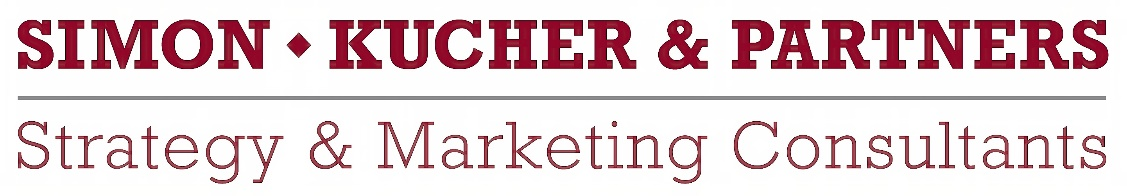 SIMON ◆ KUCHER & PARTNERS
Strategy & Marketing Consultants